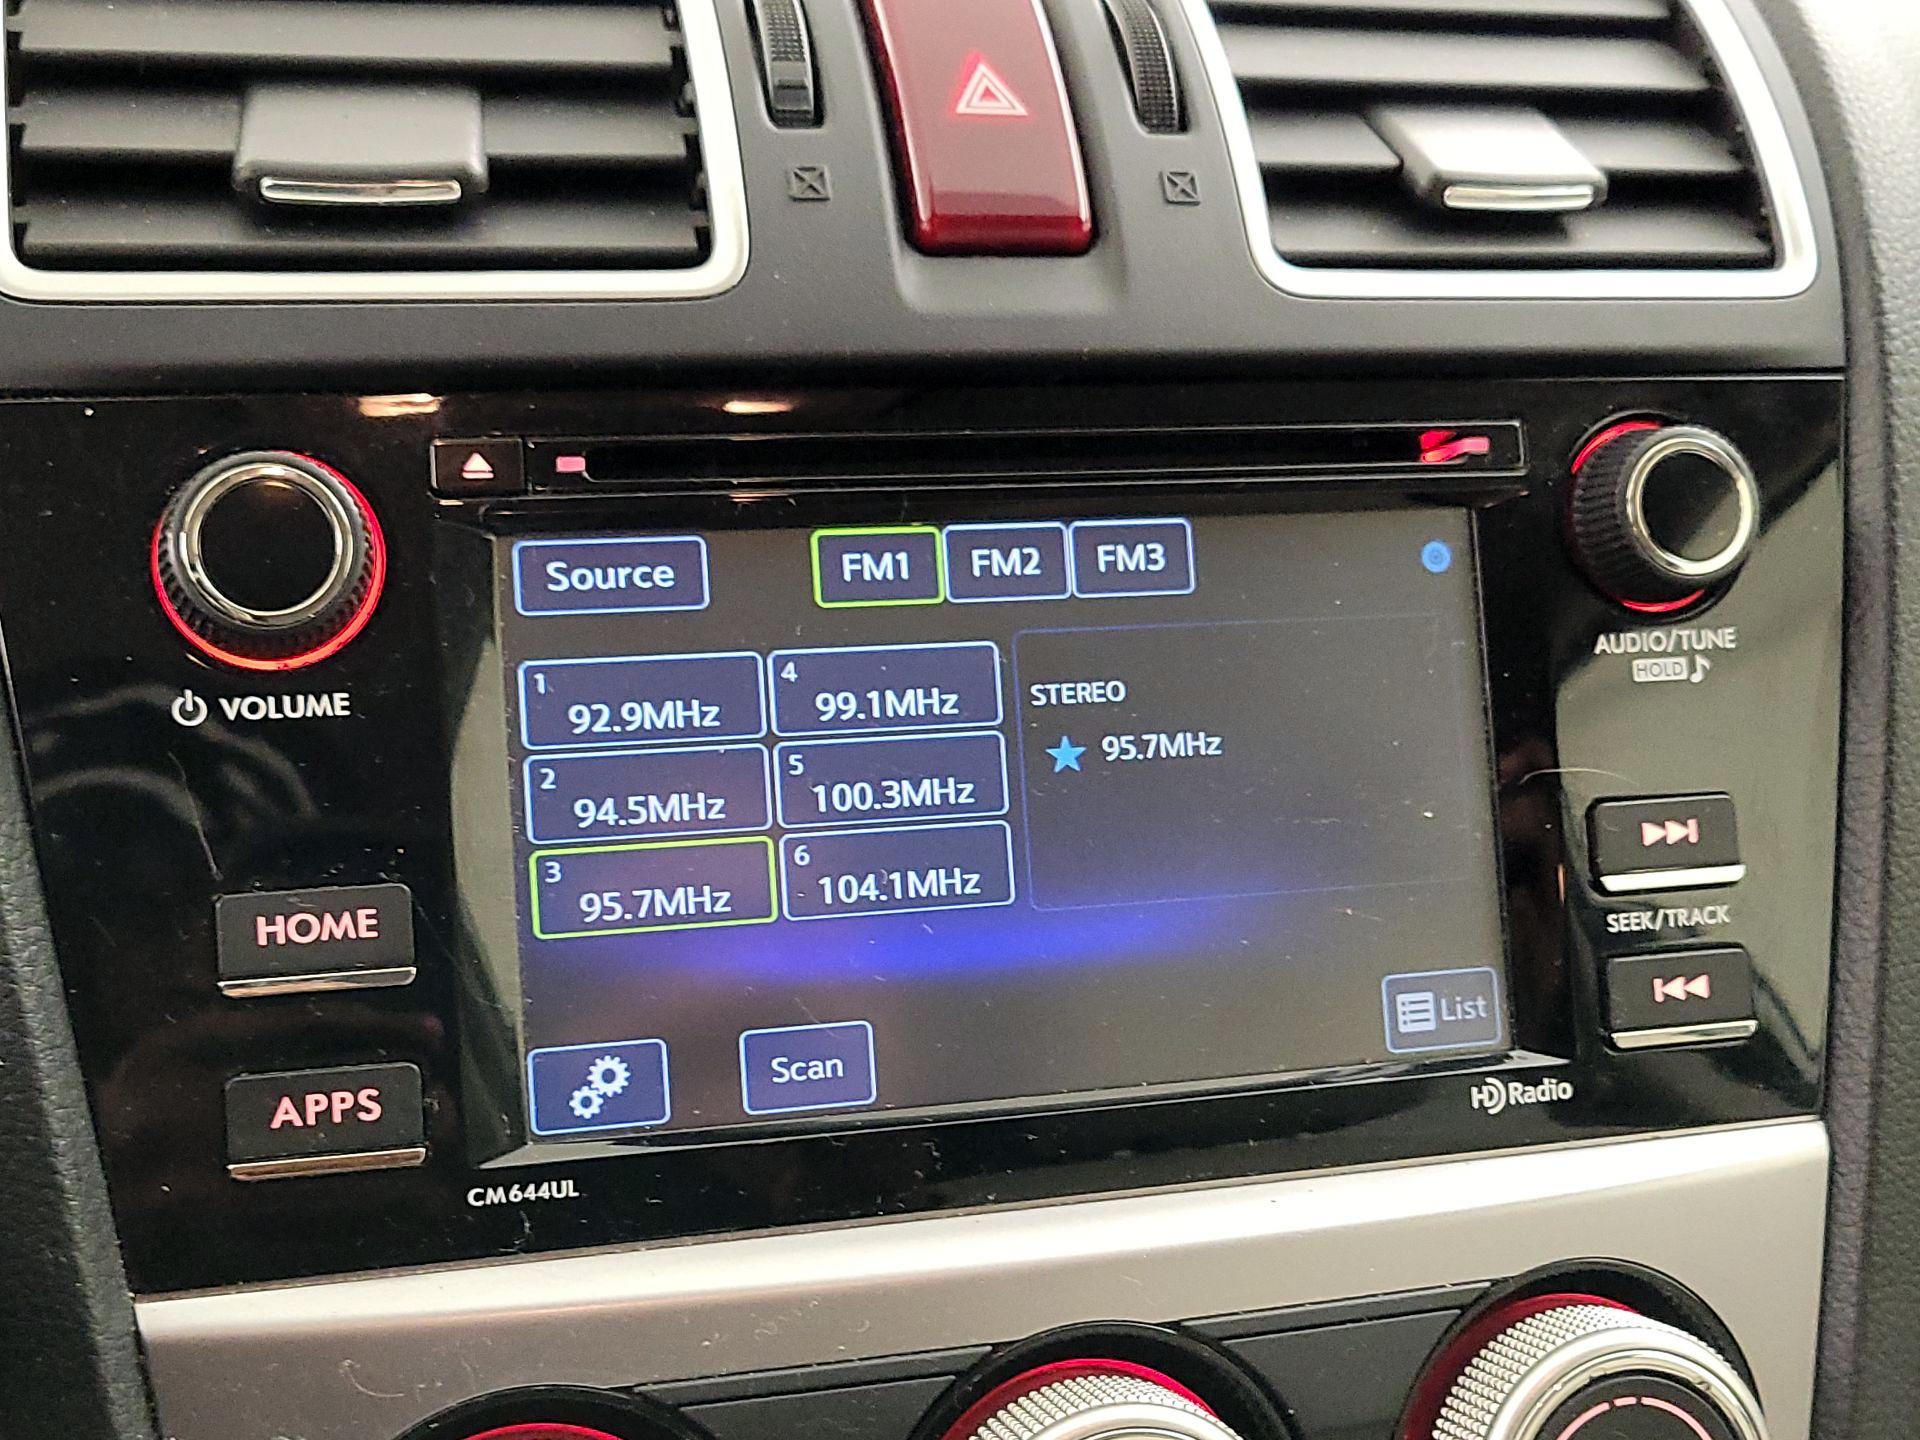 Source
FM1
FM2
FM3
1
92.9MHz
4
99.1MHz
2
94.5MHz
5
100.3MHz
3
95.7MHz
6
104.1MHz
STEREO
★ 95.7MHz
Scan
List
VOLUME
HOME
APPS
AUDIO/TUNE
HOLD
SEEK/TRACK
HD Radio
CM644UL